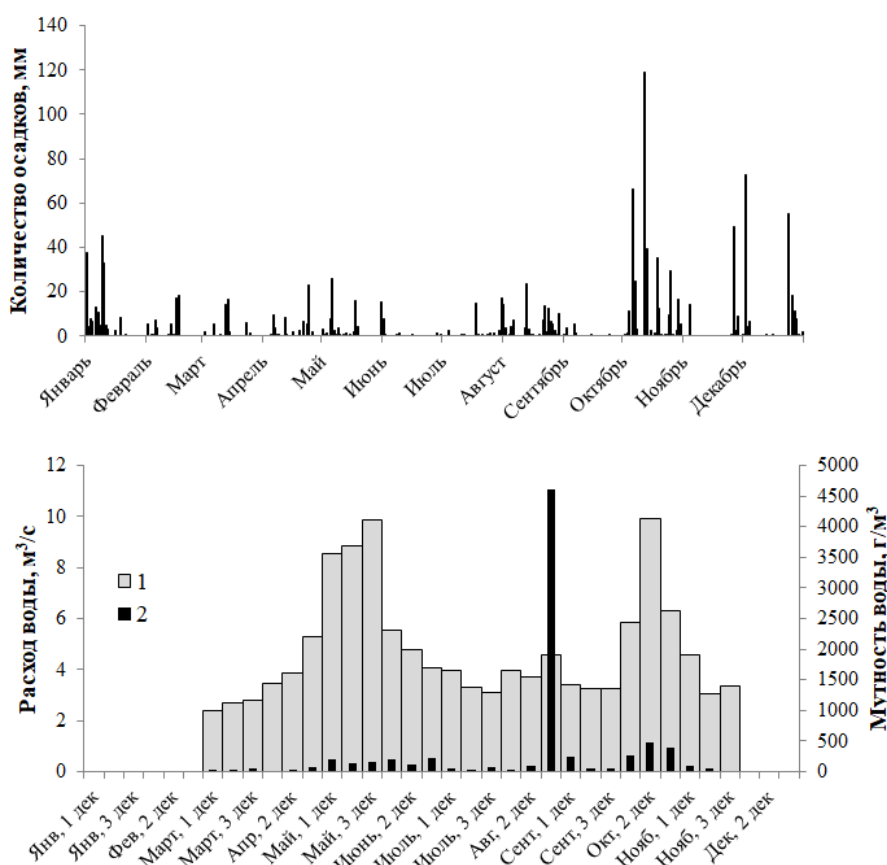 Количество осадков, мм
140
120
100
80
60
40
20
0
Январь
Февраль
Март
Апрель
Май
Июнь
Июль
Август
Сентябрь
Октябрь
Ноябрь
Декабрь
Расход воды, м³/с
12
10
8
6
4
2
0
1
2
5000
4500
4000
3500
3000
2500
2000
1500
1000
500
0
Мутность воды, г/м³
Янв, 1 дек
Янв, 3 дек
Фев, 2 дек
Март, 1 дек
Март, 3 дек
Апр, 2 дек
Май, 1 дек
Май, 3 дек
Июнь, 2 дек
Июль, 1 дек
Июль, 3 дек
Авг, 2 дек
Сент, 1 дек
Сент, 3 дек
Окт, 2 дек
Нояб, 1 дек
Нояб, 3 дек
Дек, 2 дек